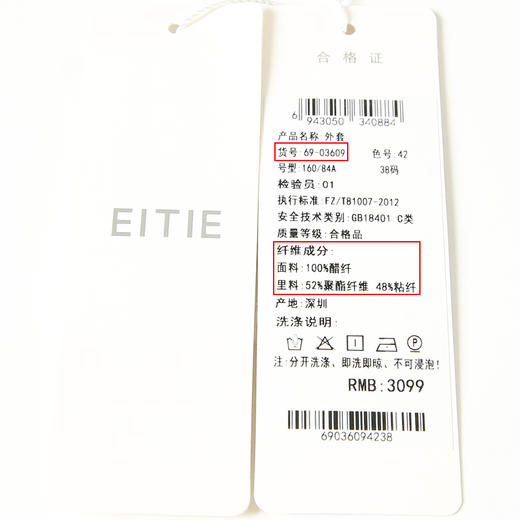 EITIE
合格证
6 943050 340884
产品名称:外套
货号:69-03609 色号:42
号型:160/84A 38码
检验员:01
执行标准:FZ/T81007-2012
安全技术类别:GB18401 C类
质量等级:合格品
纤维成分:
面料:100%醋纤
里料:52%聚酯纤维 48%粘纤
产地:深圳
洗涤说明:
注:分开洗涤、即洗即晾、不可浸泡!
RMB:3099
69036094238